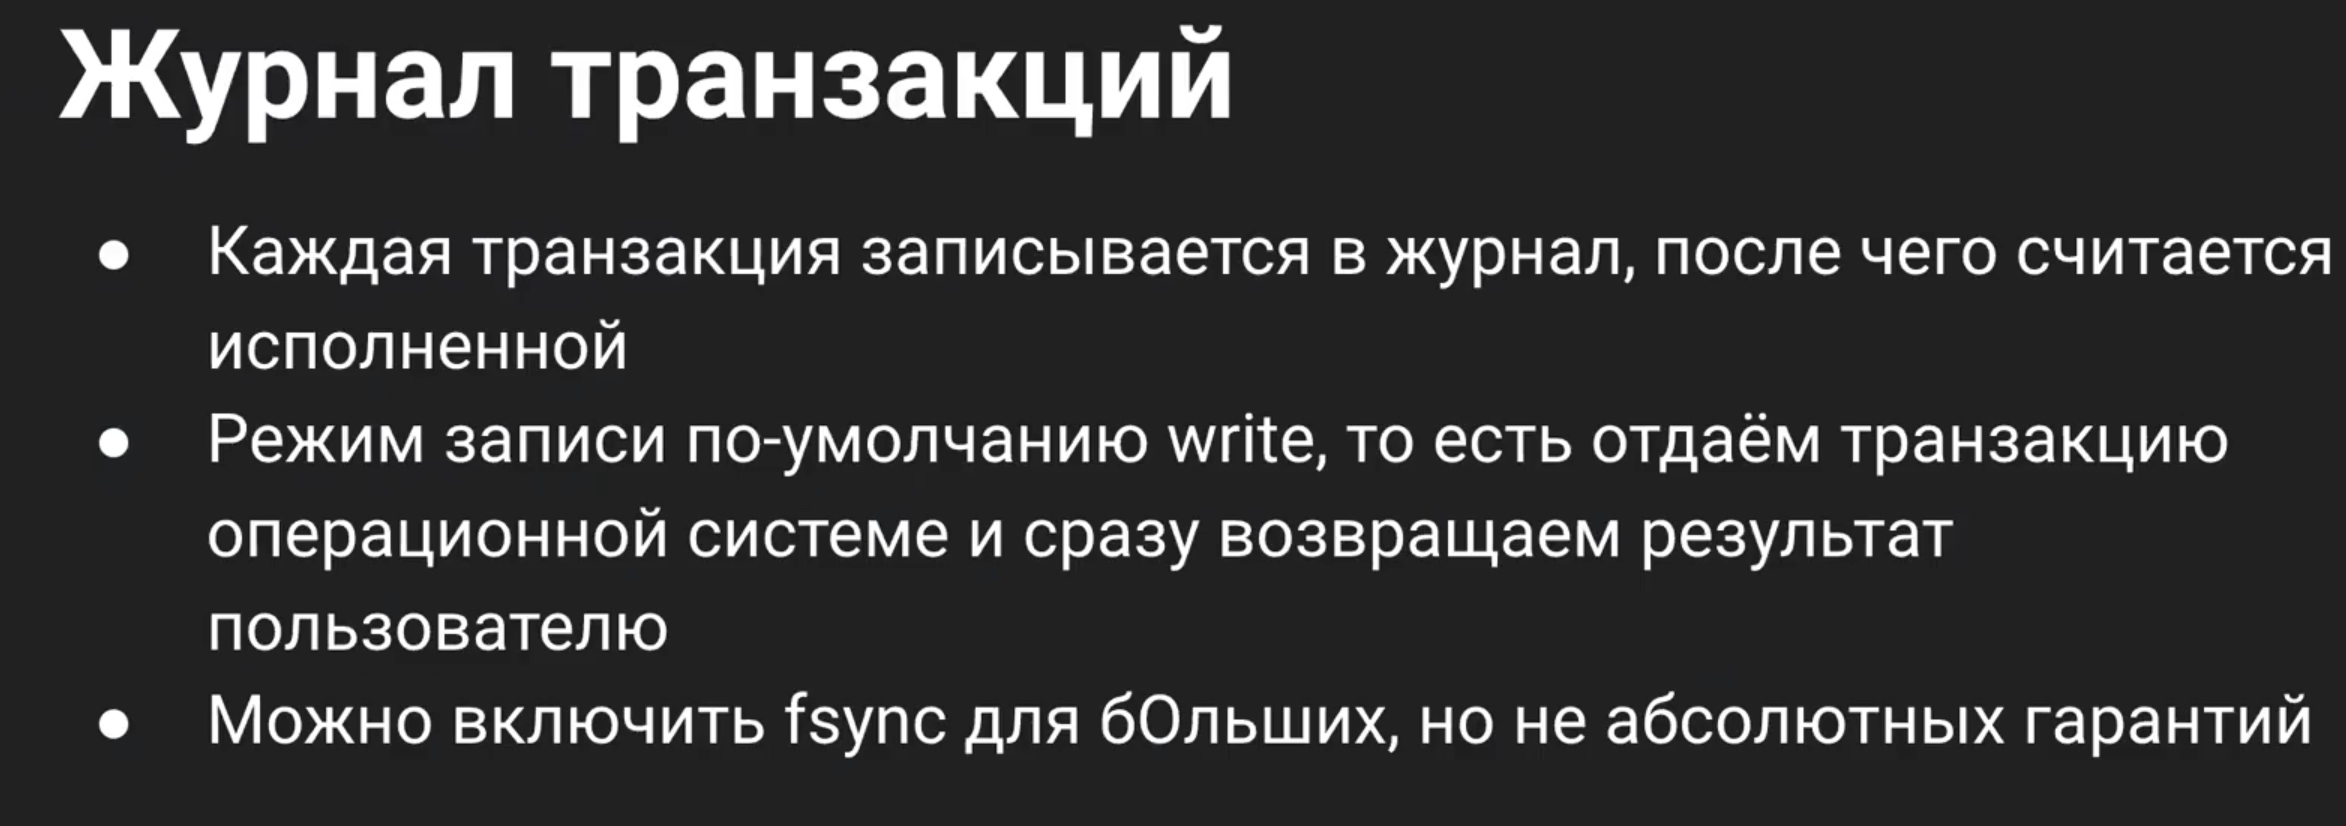 Журнал транзакций
● Каждая транзакция записывается в журнал, после чего считается
исполненной
● Режим записи по-умолчанию write, то есть отдаём транзакцию
операционной системе и сразу возвращаем результат
пользователю
● Можно включить fsync для бОльших, но не абсолютных гарантий